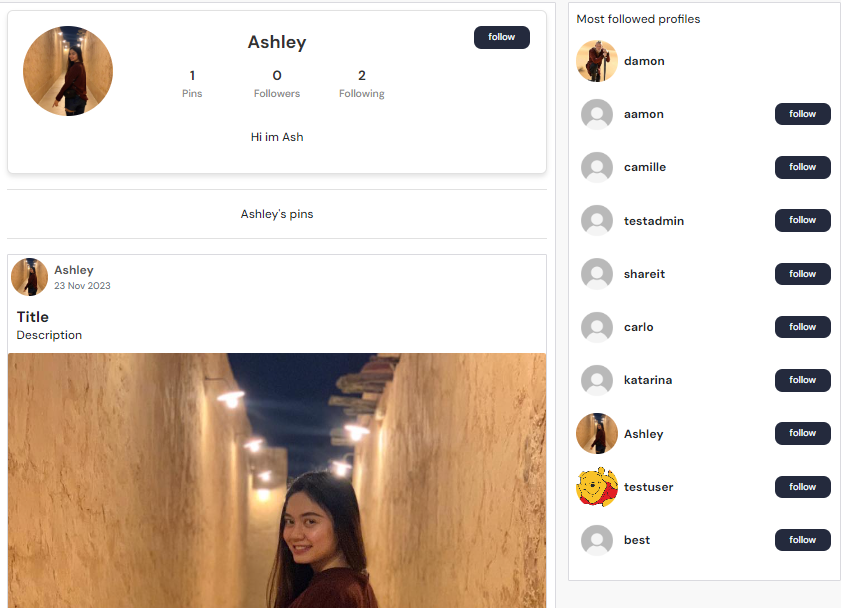 Ashley
follow
1 0 2
Pins Followers Following
Hi im Ash
Ashley's pins
Ashley
23 Nov 2023
Title
Description
Most followed profiles
damon
aamon follow
camille follow
testadmin follow
shareit follow
carlo follow
katarina follow
Ashley follow
testuser follow
best follow